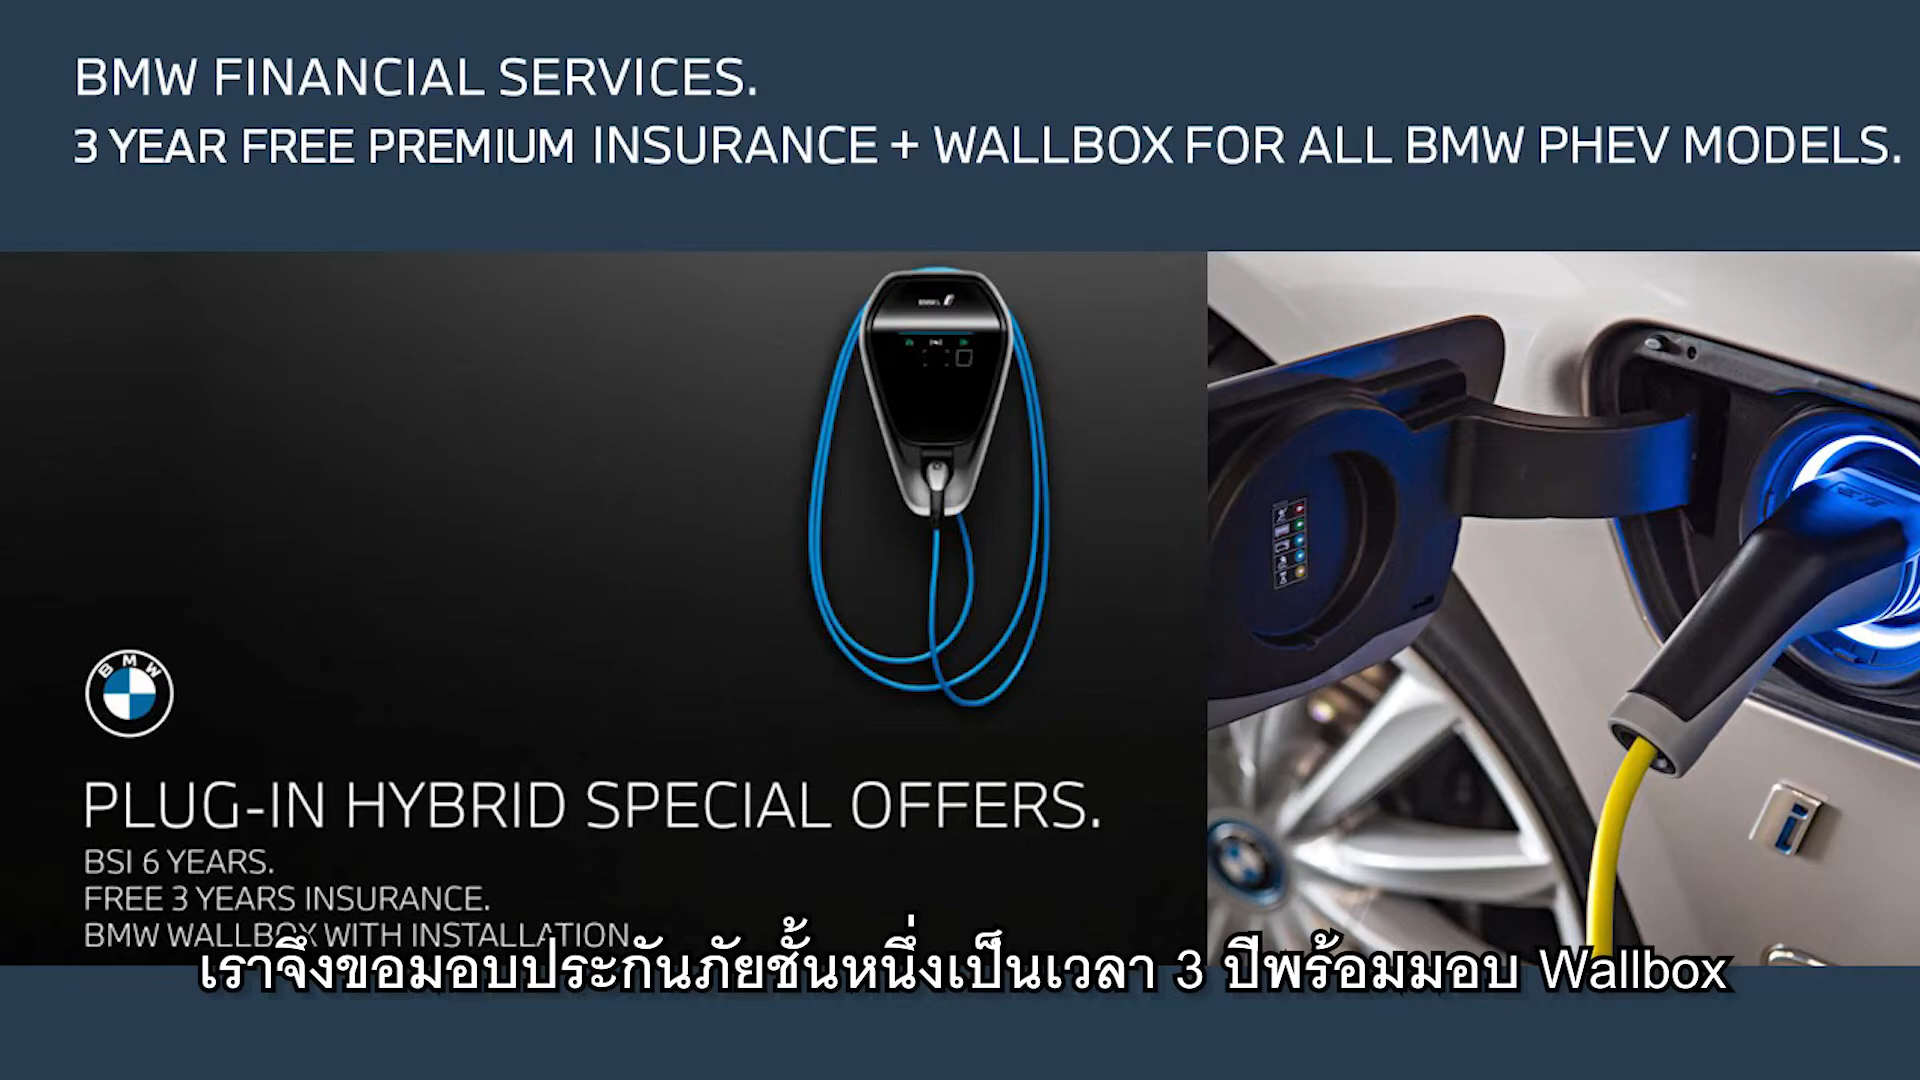 BMW FINANCIAL SERVICES.
3 YEAR FREE PREMIUM INSURANCE + WALLBOX FOR ALL BMW PHEV MODELS.
BMW
PLUG-IN HYBRID SPECIAL OFFERS.
BSI 6 YEARS.
FREE 3 YEARS INSURANCE.
BMW WALLBOX WITH INSTALLATION
เราจึงขอมอบประกันภัยชั้นหนึ่งเป็นเวลา 3 ปีพร้อมมอบ Wallbox